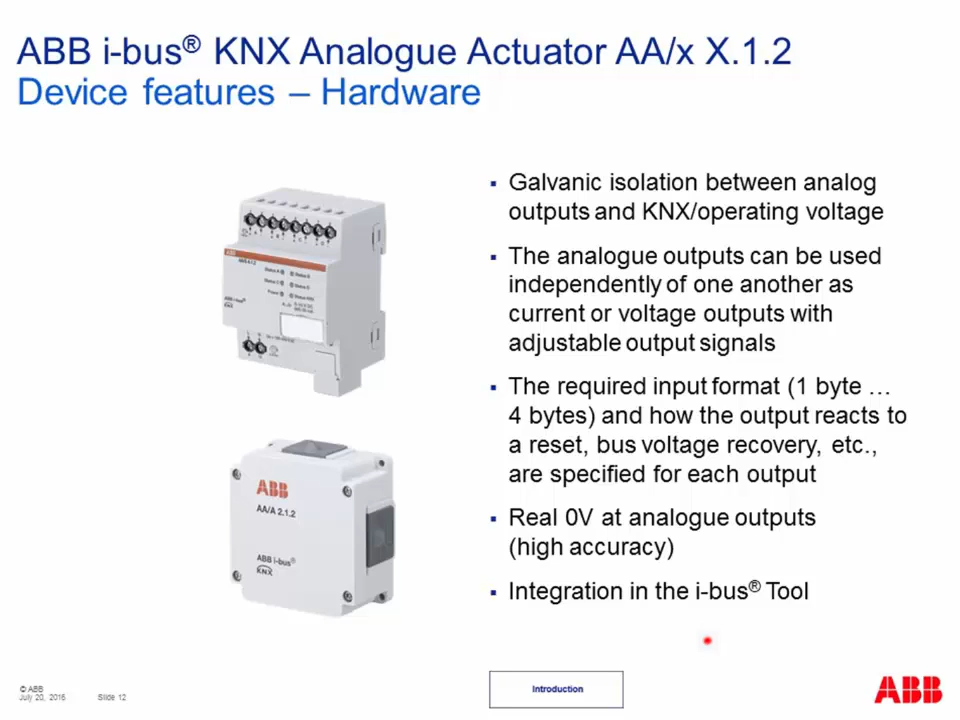 ABB i-bus® KNX Analogue Actuator AA/x X.1.2
Device features – Hardware
▪ Galvanic isolation between analog
outputs and KNX/operating voltage
▪ The analogue outputs can be used
independently of one another as
current or voltage outputs with
adjustable output signals
▪ The required input format (1 byte …
4 bytes) and how the output reacts to
a reset, bus voltage recovery, etc.,
are specified for each output
▪ Real 0V at analogue outputs
(high accuracy)
▪ Integration in the i-bus® Tool
ABB
ABB i-bus®
KNX
ABB
AA/A 2.1.2
ABB i-bus®
KNX
© ABB
July 20, 2016
Slide 12
Introduction
ABB